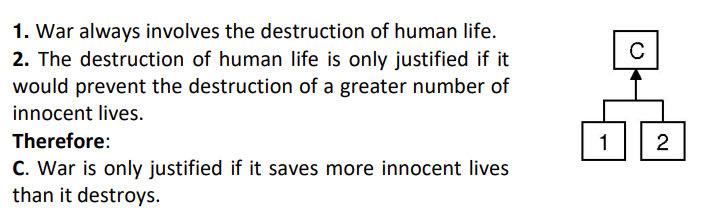 1. War always involves the destruction of human life.
2. The destruction of human life is only justified if it
would prevent the destruction of a greater number of
innocent lives.
Therefore:
C. War is only justified if it saves more innocent lives
than it destroys.
C
1 2